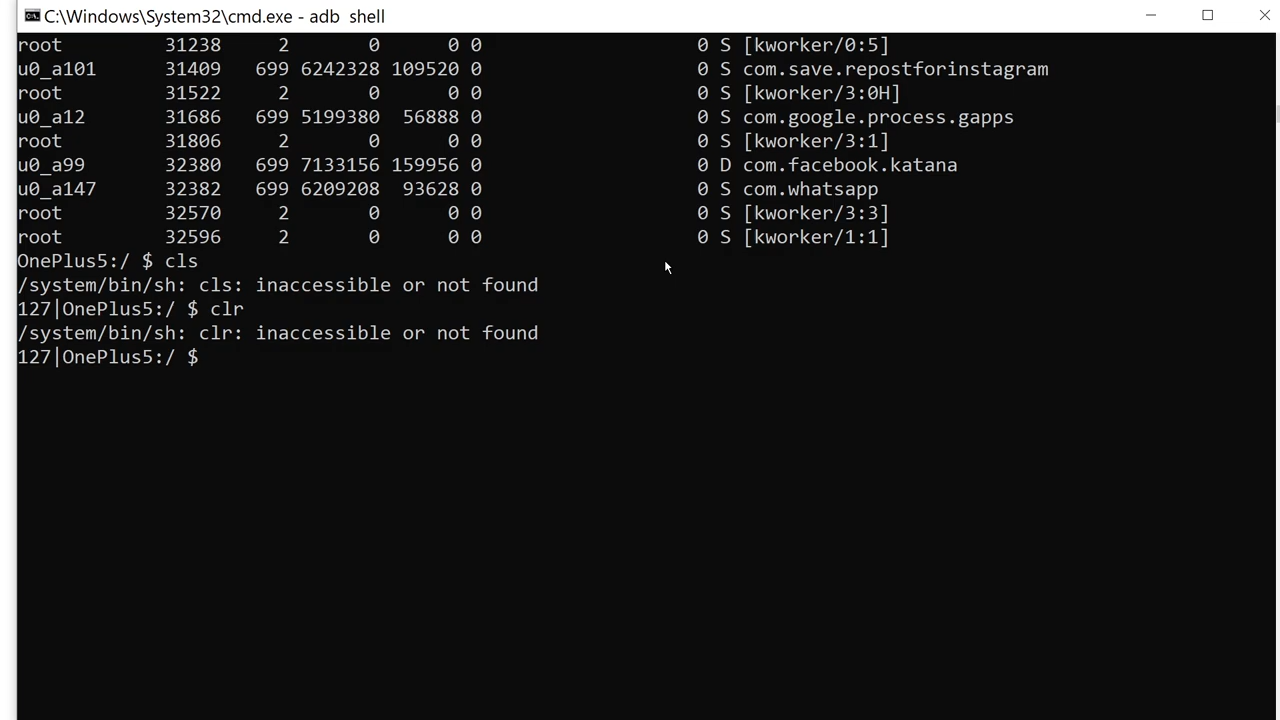 C:\Windows\System32\cmd.exe - adb  shell
root         31238     2       0      0 0                   0 S [kworker/0:5]
u0_a101      31409   699 6242328 109520 0                   0 S com.save.repostforinstagram
root         31522     2       0      0 0                   0 S [kworker/3:0H]
u0_a12       31686   699 5199380  56888 0                   0 S com.google.process.gapps
root         31806     2       0      0 0                   0 S [kworker/3:1]
u0_a99       32380   699 7133156 159956 0                   0 D com.facebook.katana
u0_a147      32382   699 6209208  93628 0                   0 S com.whatsapp
root         32570     2       0      0 0                   0 S [kworker/3:3]
root         32596     2       0      0 0                   0 S [kworker/1:1]
OnePlus5:/ $ cls
/system/bin/sh: cls: inaccessible or not found
127|OnePlus5:/ $ clr
/system/bin/sh: clr: inaccessible or not found
127|OnePlus5:/ $